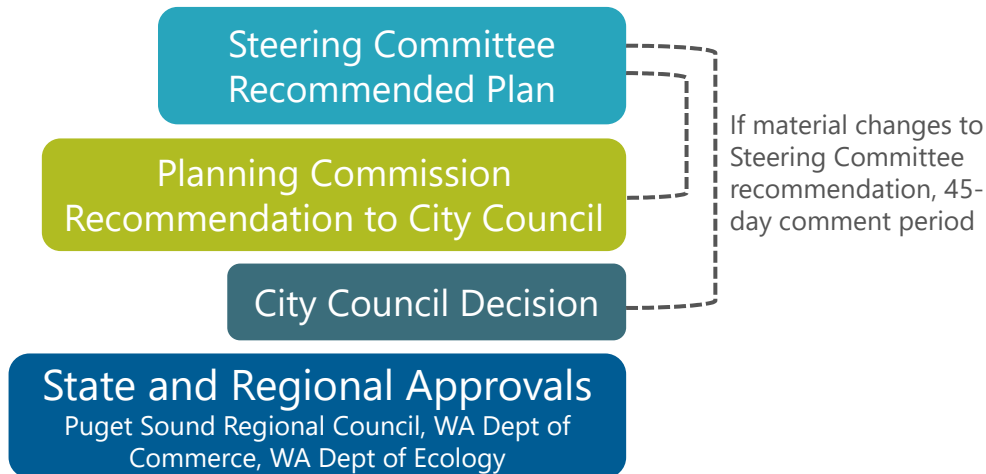 Steering Committee
Recommended Plan
If material changes to
Steering Committee
recommendation, 45-
day comment period
Planning Commission
Recommendation to City Council
City Council Decision
State and Regional Approvals
Puget Sound Regional Council, WA Dept of
Commerce, WA Dept of Ecology